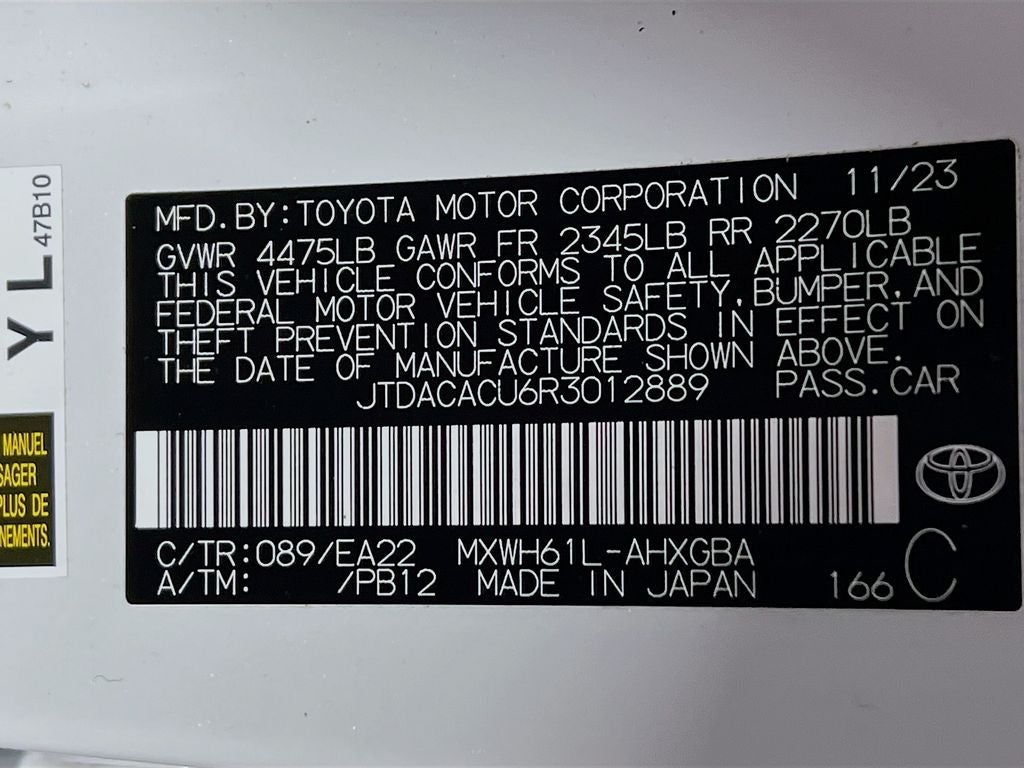 MFD. BY: TOYOTA MOTOR CORPORATION 11/23
GVWR 4475LB GAWR FR 2345LB RR 2270LB
THIS VEHICLE CONFORMS TO ALL APPLICABLE
FEDERAL MOTOR VEHICLE SAFETY, BUMPER, AND
THEFT PREVENTION STANDARDS IN EFFECT ON
THE DATE OF MANUFACTURE SHOWN ABOVE.
JTDACACU6R3012889 PASS. CAR
C/TR: 089/EA22 MXWH61L-AHXGBA
A/TM: /PB12 MADE IN JAPAN 166 C
YL 47B10
MANUEL
SAGER
PLUS DE
NEMENTS.